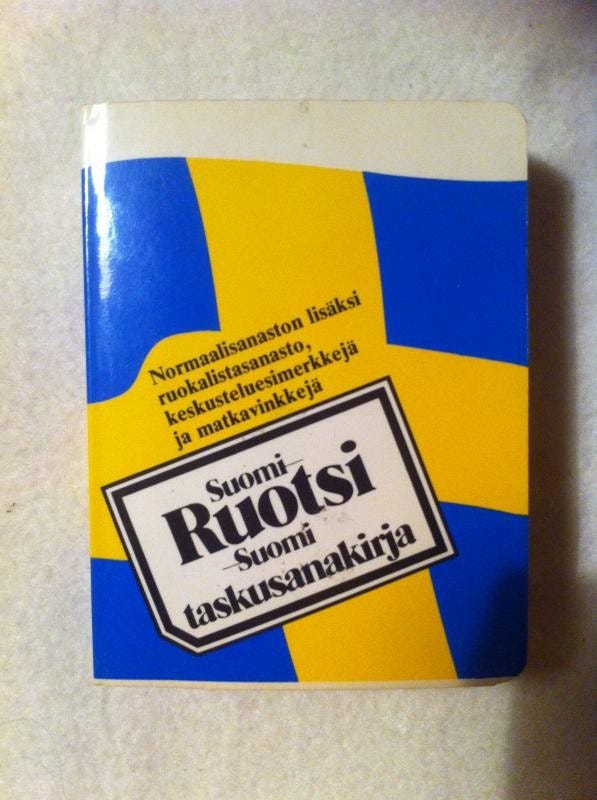 Normaalisanaston lisäksi
ruokalistasanasto,
keskusteluesimerkkejä
ja matkavinkkejä
Suomi–
Ruotsi
–Suomi
taskusanakirja